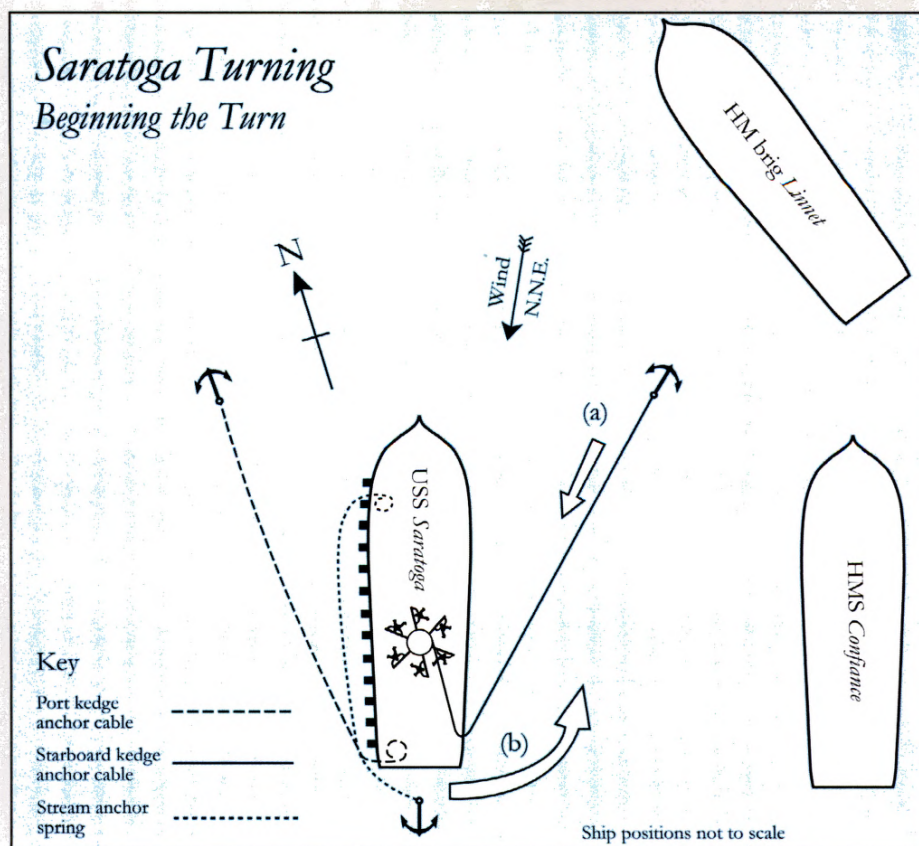 Saratoga Turning
Beginning the Turn
HM brig Linnet
N
Wind
N.N.E.
(a)
USS Saratoga
HMS Confiance
(b)
Key
Port kedge
anchor cable
Starboard kedge
anchor cable
Stream anchor
spring
Ship positions not to scale